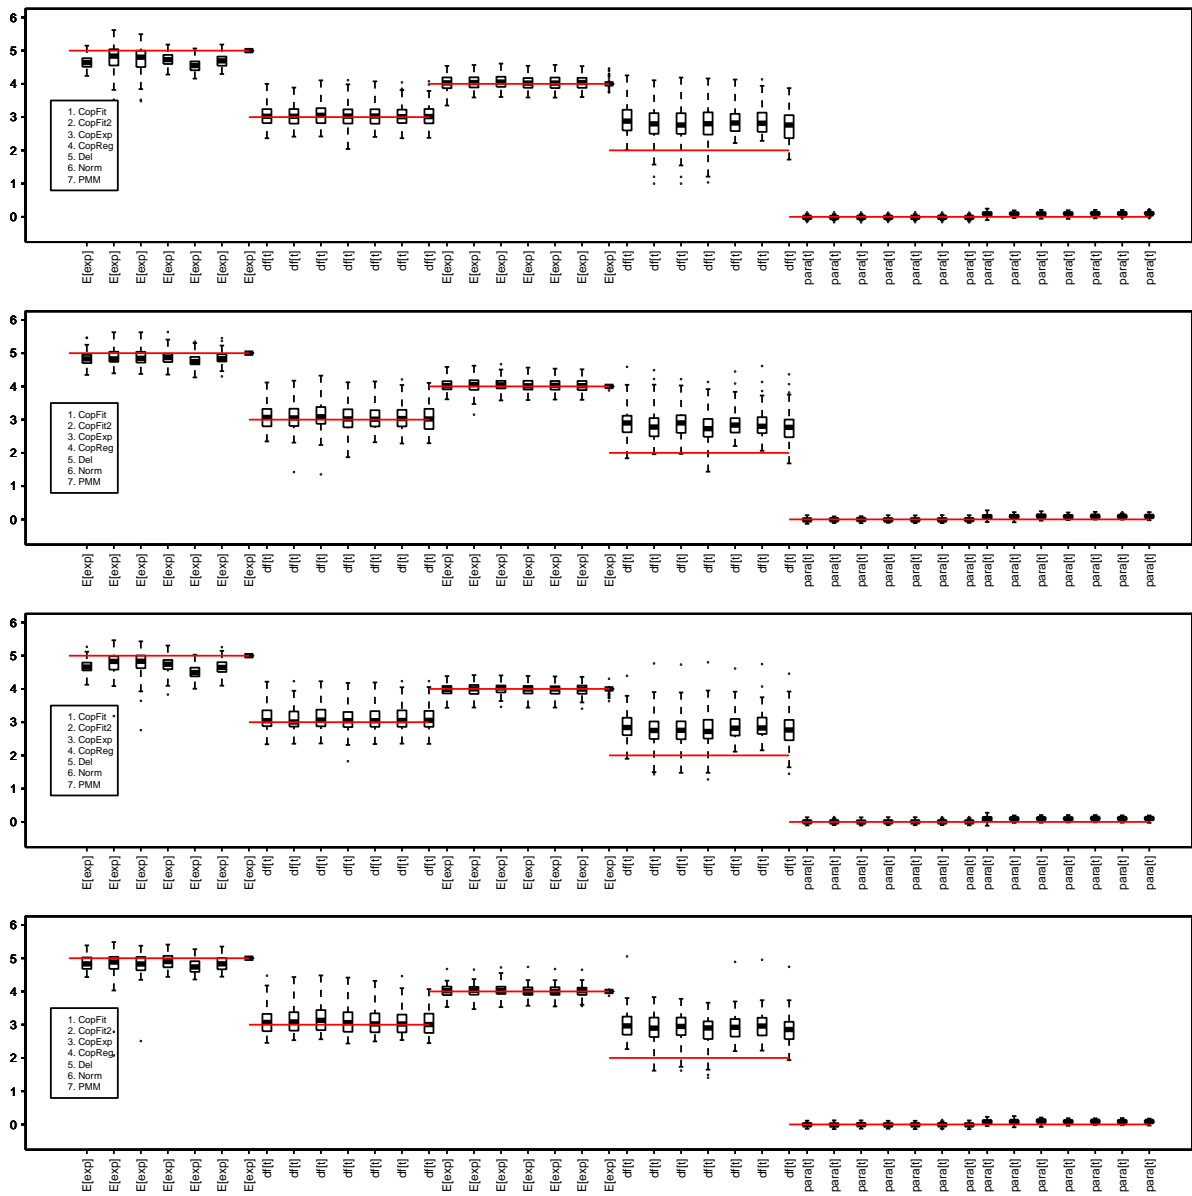 6
5
4
3
2
1
0
1. CopFit
2. CopFit2
3. CopExp
4. CopReg
5. Del
6. Norm
7. PMM
E[exp] E[exp] E[exp] E[exp] E[exp] E[exp] E[exp] df[t] df[t] df[t] df[t] df[t] df[t] df[t] E[exp] E[exp] E[exp] E[exp] E[exp] E[exp] E[exp] df[t] df[t] df[t] df[t] df[t] df[t] df[t] para[t] para[t] para[t] para[t] para[t] para[t] para[t] para[t] para[t] para[t] para[t] para[t] para[t] para[t]
6
5
4
3
2
1
0
1. CopFit
2. CopFit2
3. CopExp
4. CopReg
5. Del
6. Norm
7. PMM
E[exp] E[exp] E[exp] E[exp] E[exp] E[exp] E[exp] df[t] df[t] df[t] df[t] df[t] df[t] df[t] E[exp] E[exp] E[exp] E[exp] E[exp] E[exp] E[exp] df[t] df[t] df[t] df[t] df[t] df[t] df[t] para[t] para[t] para[t] para[t] para[t] para[t] para[t] para[t] para[t] para[t] para[t] para[t] para[t] para[t]
6
5
4
3
2
1
0
1. CopFit
2. CopFit2
3. CopExp
4. CopReg
5. Del
6. Norm
7. PMM
E[exp] E[exp] E[exp] E[exp] E[exp] E[exp] E[exp] df[t] df[t] df[t] df[t] df[t] df[t] df[t] E[exp] E[exp] E[exp] E[exp] E[exp] E[exp] E[exp] df[t] df[t] df[t] df[t] df[t] df[t] df[t] para[t] para[t] para[t] para[t] para[t] para[t] para[t] para[t] para[t] para[t] para[t] para[t] para[t] para[t]
6
5
4
3
2
1
0
1. CopFit
2. CopFit2
3. CopExp
4. CopReg
5. Del
6. Norm
7. PMM
E[exp] E[exp] E[exp] E[exp] E[exp] E[exp] E[exp] df[t] df[t] df[t] df[t] df[t] df[t] df[t] E[exp] E[exp] E[exp] E[exp] E[exp] E[exp] E[exp] df[t] df[t] df[t] df[t] df[t] df[t] df[t] para[t] para[t] para[t] para[t] para[t] para[t] para[t] para[t] para[t] para[t] para[t] para[t] para[t] para[t]